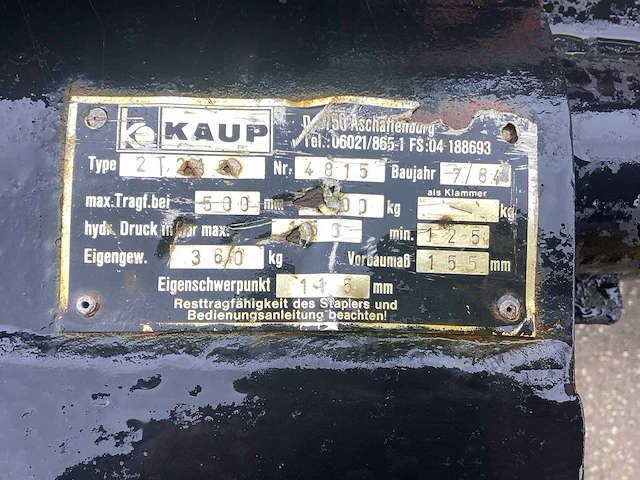 KAUP
Aschaffenburg
Tel.: 06021/865-1 FS:04 188693
Type Nr. 4815 Baujahr 7/84
als Klammer
max. Tragf. bei 500 mm kg kg
hydr. Druck max. min. 125
Eigengew. 360 kg Vorbaumaß 155 mm
Eigenschwerpunkt 115 mm
Resttragfähigkeit des Staplers und
Bedienungsanleitung beachten!